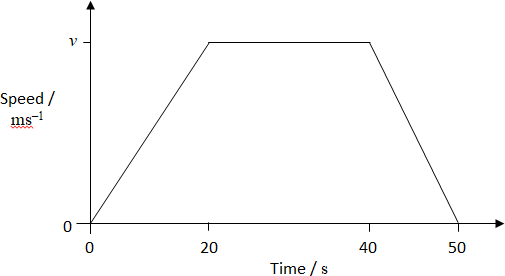 v
Speed /
ms⁻¹
0
0 20 40 50
Time / s